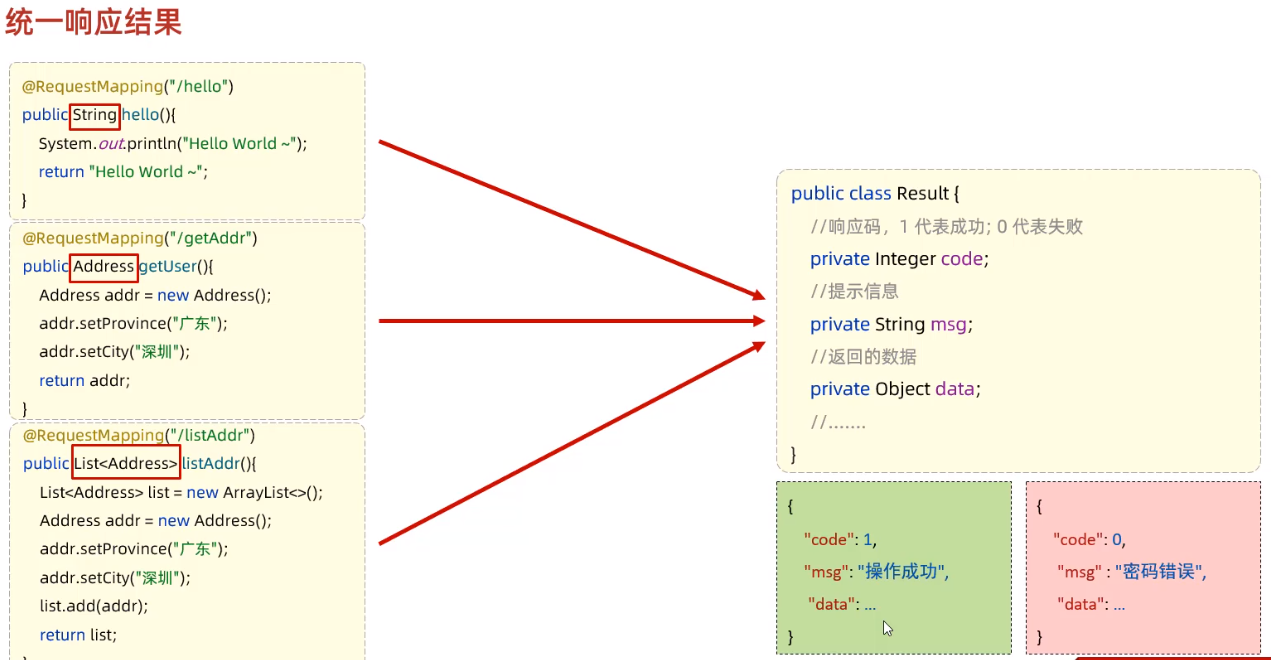 统一响应结果
@RequestMapping("/hello")
public String hello(){
System.out.println("Hello World ~");
return "Hello World ~";
}
@RequestMapping("/getAddr")
public Address getUser(){
Address addr = new Address();
addr.setProvince("广东");
addr.setCity("深圳");
return addr;
}
@RequestMapping("/listAddr")
public List<Address> listAddr(){
List<Address> list = new ArrayList<>();
Address addr = new Address();
addr.setProvince("广东");
addr.setCity("深圳");
list.add(addr);
return list;
}
public class Result {
//响应码，1 代表成功; 0 代表失败
private Integer code;
//提示信息
private String msg;
//返回的数据
private Object data;
//.......
}
{
"code": 1,
"msg": "操作成功",
"data": ...
}
{
"code": 0,
"msg" : "密码错误",
"data": ...
}